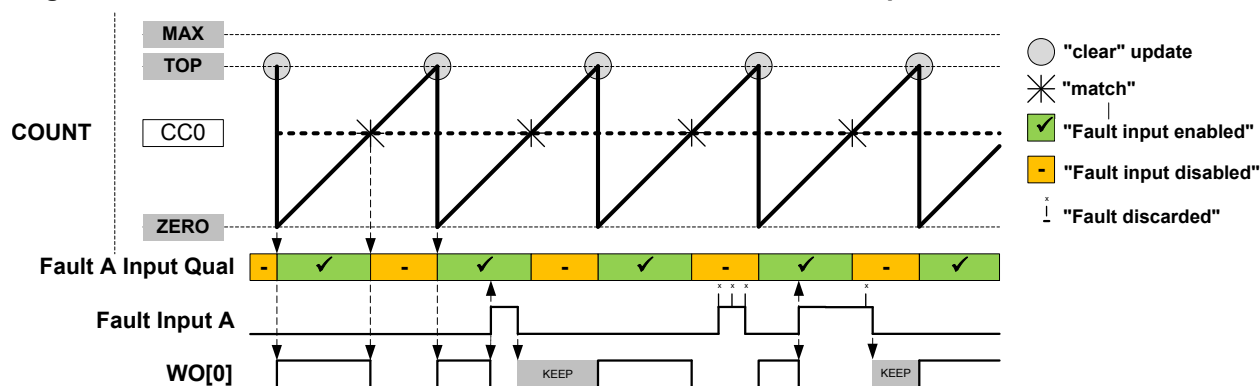 MAX
TOP
"clear" update
"match"
COUNT
CC0
"Fault input enabled"
✓
-
"Fault input disabled"
x
-
"Fault discarded"
ZERO
Fault A Input Qual
- ✓ - ✓ - ✓ - ✓ - ✓
x x x x
Fault Input A
WO[0]
KEEP
KEEP